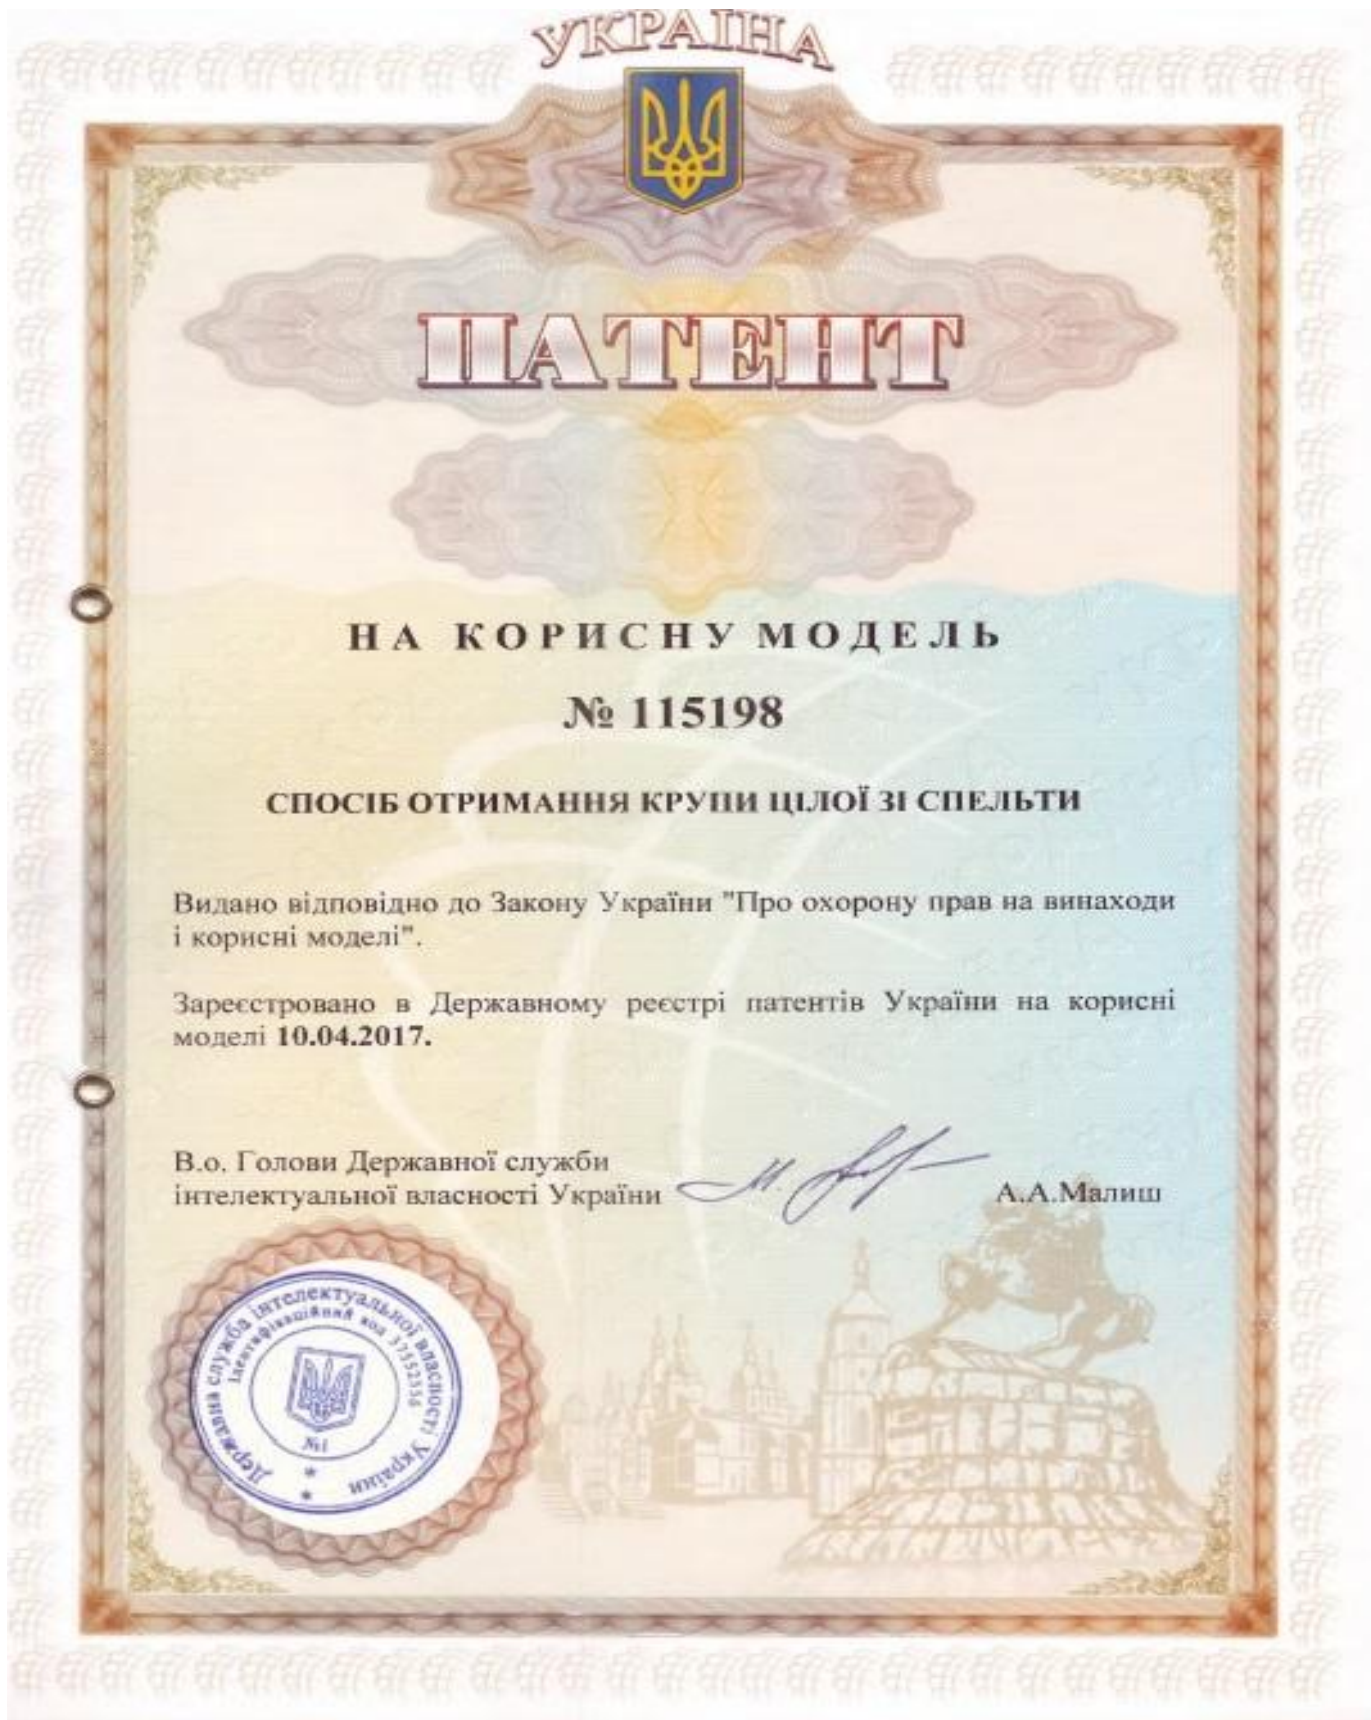 УКРАЇНА
ПАТЕНТ
НА КОРИСНУ МОДЕЛЬ
№ 115198
СПОСІБ ОТРИМАННЯ КРУПИ ЦІЛОЇ ЗІ СПЕЛЬТИ
Видано відповідно до Закону України "Про охорону прав на винаходи
і корисні моделі".
Зареєстровано в Державному реєстрі патентів України на корисні
моделі 10.04.2017.
В.о. Голови Державної служби
інтелектуальної власності України
А.А.Малиш
Державна служба інтелектуальної власності України
ідентифікаційний код
№1